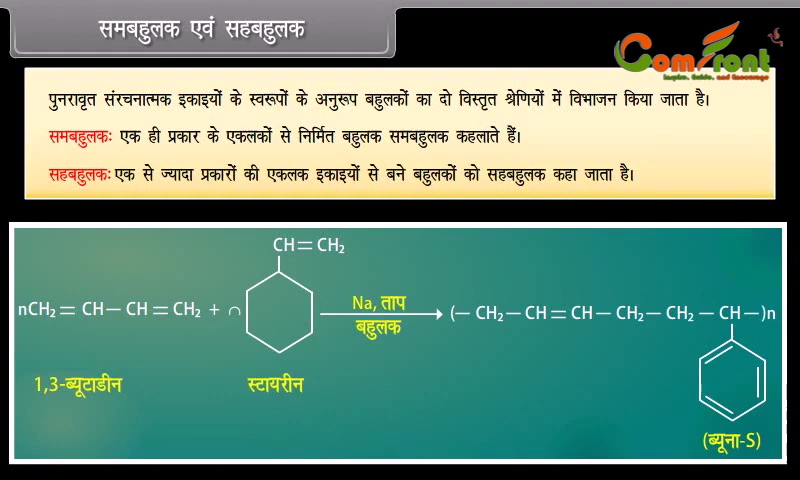 समबहुलक एवं सहबहुलक
ComFront
Inspire, Guide, and Encourage
पुनरावृत संरचनात्मक इकाइयों के स्वरूपों के अनुरूप बहुलकों का दो विस्तृत श्रेणियों में विभाजन किया जाता है।
समबहुलकः एक ही प्रकार के एकलकों से निर्मित बहुलक समबहुलक कहलाते हैं।
सहबहुलकः एक से ज्यादा प्रकारों की एकलक इकाइयों से बने बहुलकों को सहबहुलक कहा जाता है।
CH=CH₂
nCH₂=CH—CH=CH₂ + ∩
Na, ताप
बहुलक
(—CH₂—CH=CH—CH₂—CH₂—CH—)n
1,3-ब्यूटाडीन
स्टायरीन
(ब्यूना-S)